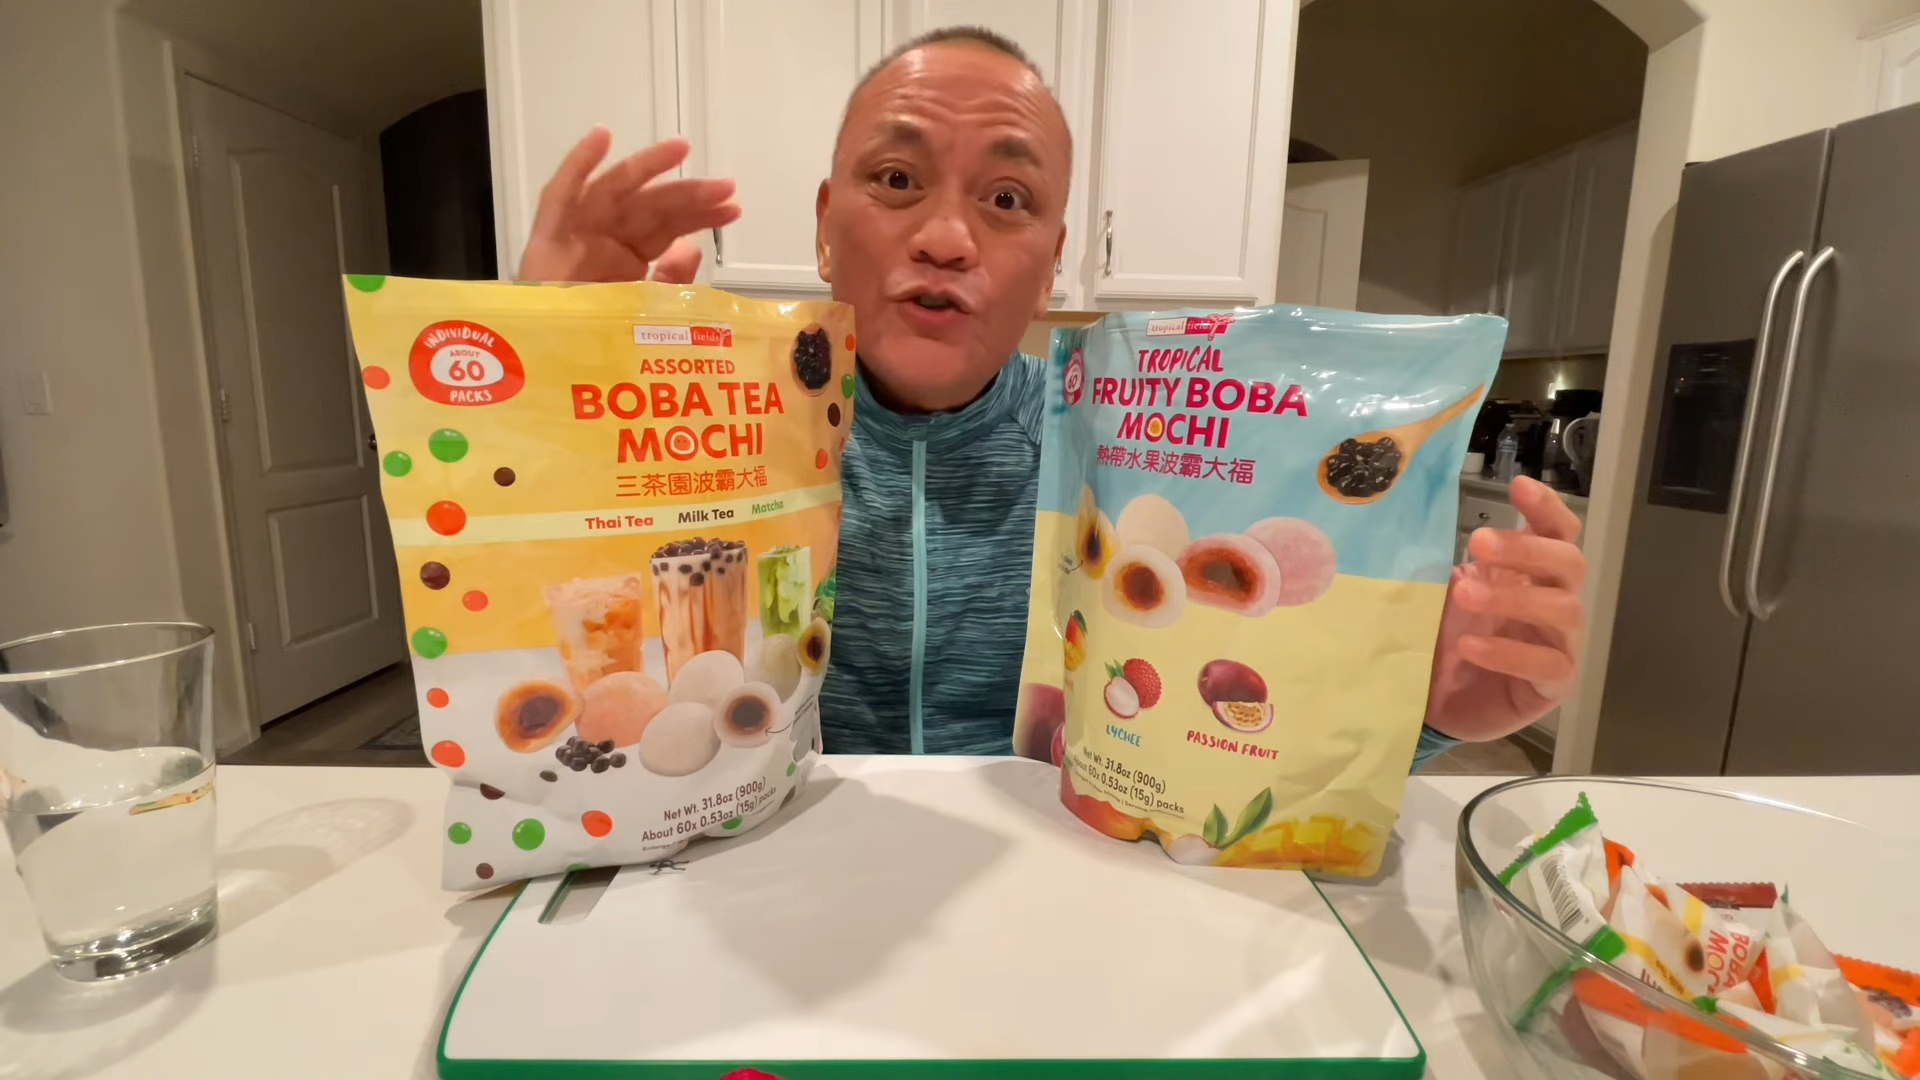 INDIVIDUAL
ABOUT
60
PACKS
tropical fields
ASSORTED
BOBA TEA
MOCHI
三茶園波霸大福
Thai Tea Milk Tea Matcha
Net Wt. 31.8oz (900g)
About 60x 0.53oz (15g) packs
tropical fields
60
TROPICAL
FRUITY BOBA
MOCHI
熱帶水果波霸大福
LYCHEE
PASSION FRUIT
Net Wt. 31.8oz (900g)
About 60x 0.53oz (15g) packs
BOBA
MOCHI